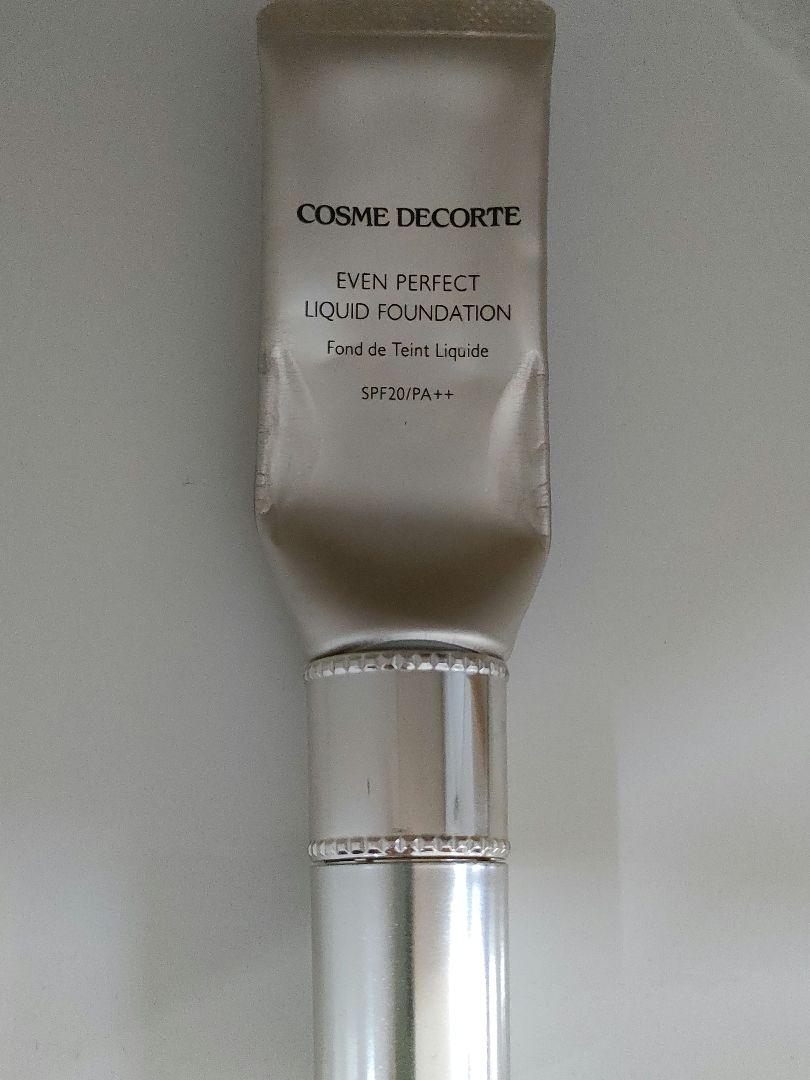 COSME DECORTE
EVEN PERFECT
LIQUID FOUNDATION
Fond de Teint Liquide
SPF20/PA++